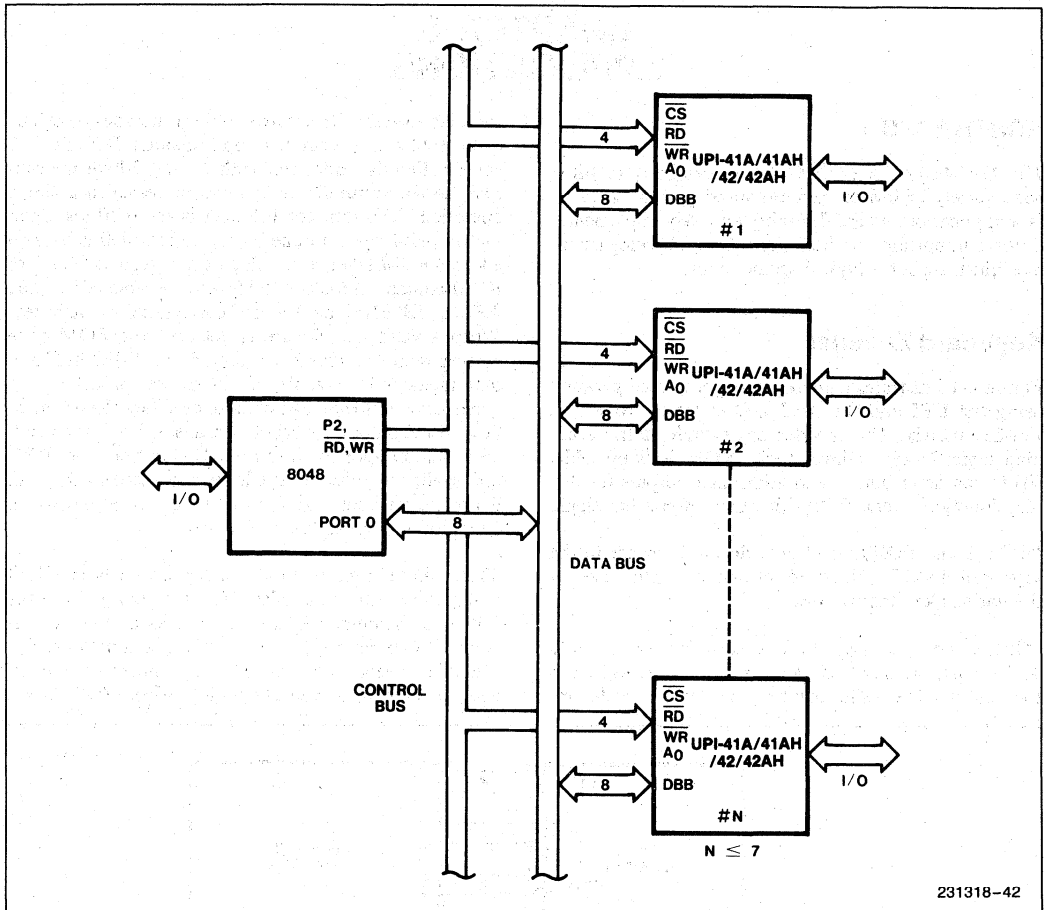 CS
RD
WR
A0
UPI-41A/41AH
/42/42AH
DBB
#1
4
8
I/O
CS
RD
WR
A0
UPI-41A/41AH
/42/42AH
DBB
#2
4
8
I/O
P2,
RD, WR
8048
PORT 0
I/O
8
DATA BUS
CONTROL
BUS
CS
RD
WR
A0
UPI-41A/41AH
/42/42AH
DBB
#N
4
8
I/O
N ≤ 7
231318-42